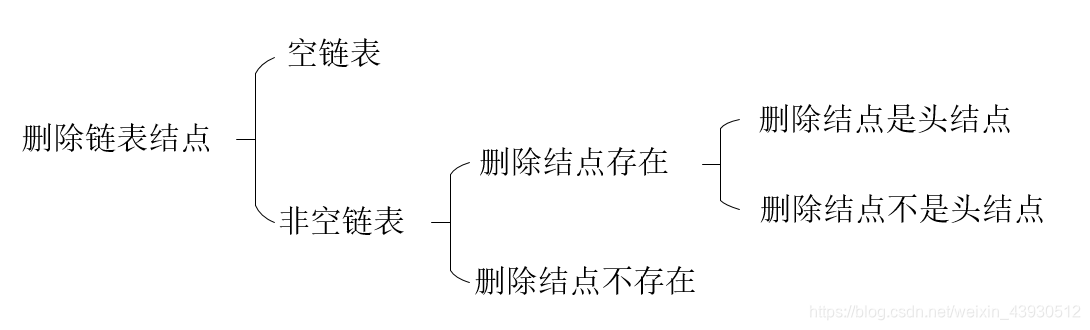 空链表
删除链表结点
删除结点是头结点
删除结点存在
删除结点不是头结点
非空链表
删除结点不存在
https://blog.csdn.net/weixin_43930512